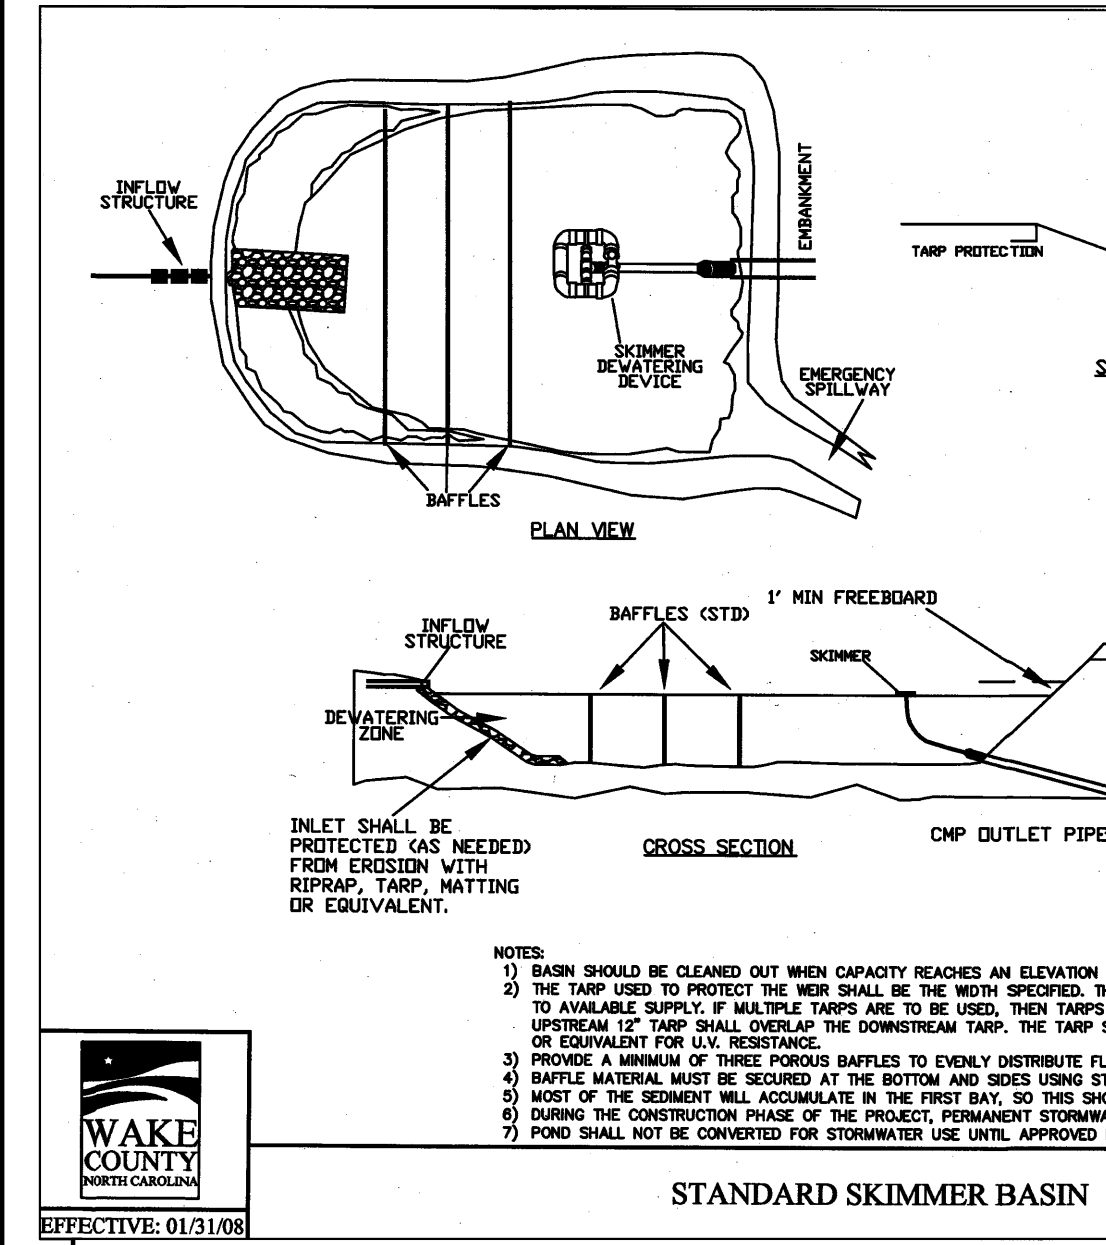 INFLOW
STRUCTURE
EMBANKMENT
TARP PROTECTION
SKIMMER
DEWATERING
DEVICE
EMERGENCY
SPILLWAY
S
BAFFLES
PLAN VIEW
1' MIN FREEBOARD
BAFFLES (STD)
INFLOW
STRUCTURE
SKIMMER
DEWATERING
ZONE
INLET SHALL BE
PROTECTED (AS NEEDED)
FROM EROSION WITH
RIPRAP, TARP, MATTING
OR EQUIVALENT.
CROSS SECTION
CMP OUTLET PIPE
NOTES:
1) BASIN SHOULD BE CLEANED OUT WHEN CAPACITY REACHES AN ELEVATION
2) THE TARP USED TO PROTECT THE WEIR SHALL BE THE WIDTH SPECIFIED. TH
TO AVAILABLE SUPPLY. IF MULTIPLE TARPS ARE TO BE USED, THEN TARPS
UPSTREAM 12" TARP SHALL OVERLAP THE DOWNSTREAM TARP. THE TARP S
OR EQUIVALENT FOR U.V. RESISTANCE.
3) PROVIDE A MINIMUM OF THREE POROUS BAFFLES TO EVENLY DISTRIBUTE FL
4) BAFFLE MATERIAL MUST BE SECURED AT THE BOTTOM AND SIDES USING ST
5) MOST OF THE SEDIMENT WILL ACCUMULATE IN THE FIRST BAY, SO THIS SHO
6) DURING THE CONSTRUCTION PHASE OF THE PROJECT, PERMANENT STORMWA
7) POND SHALL NOT BE CONVERTED FOR STORMWATER USE UNTIL APPROVED
WAKE
COUNTY
NORTH CAROLINA
STANDARD SKIMMER BASIN
EFFECTIVE: 01/31/08